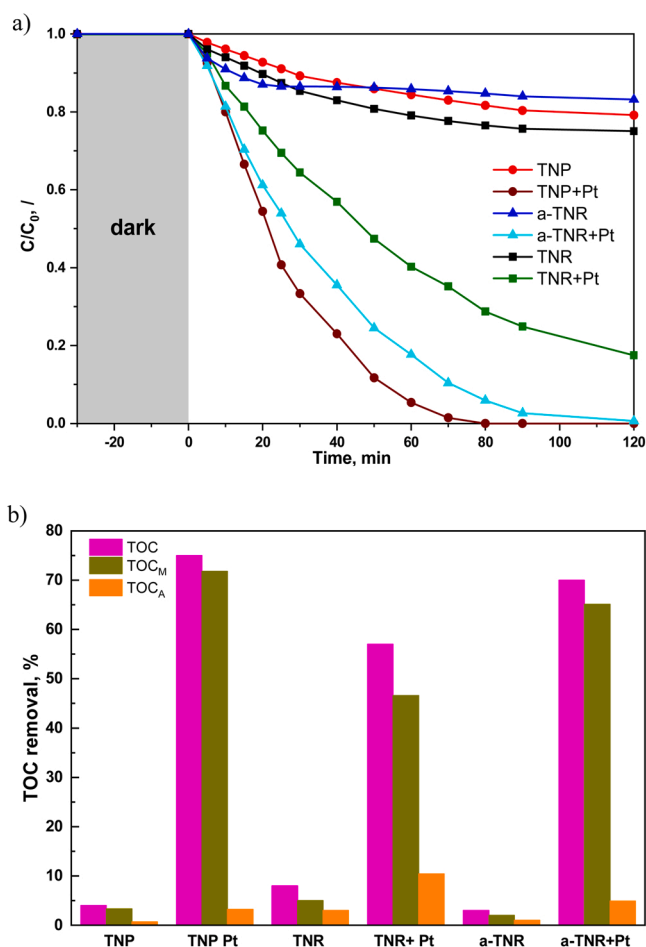 a)
1.0
0.8
0.6
0.4
0.2
0.0
C/C₀, /
dark
TNP
TNP+Pt
a-TNR
a-TNR+Pt
TNR
TNR+Pt
-20 0 20 40 60 80 100 120
Time, min
b)
80
70
60
50
40
30
20
10
0
TOC removal, %
TOC
TOC_M
TOC_A
TNP TNP Pt TNR TNR+ Pt a-TNR a-TNR+Pt